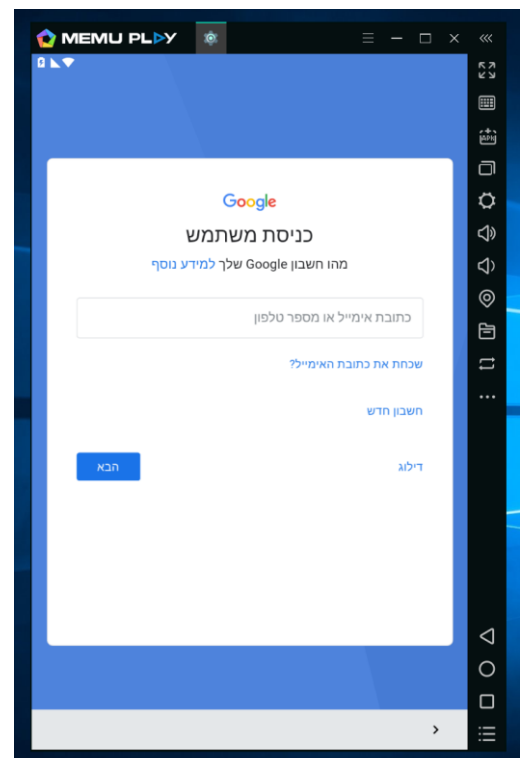 MEMU PLAY
APK
Google
כניסת משתמש
מהו חשבון Google שלך למידע נוסף
כתובת אימייל או מספר טלפון
שכחת את כתובת האימייל?
חשבון חדש
דילוג
הבא